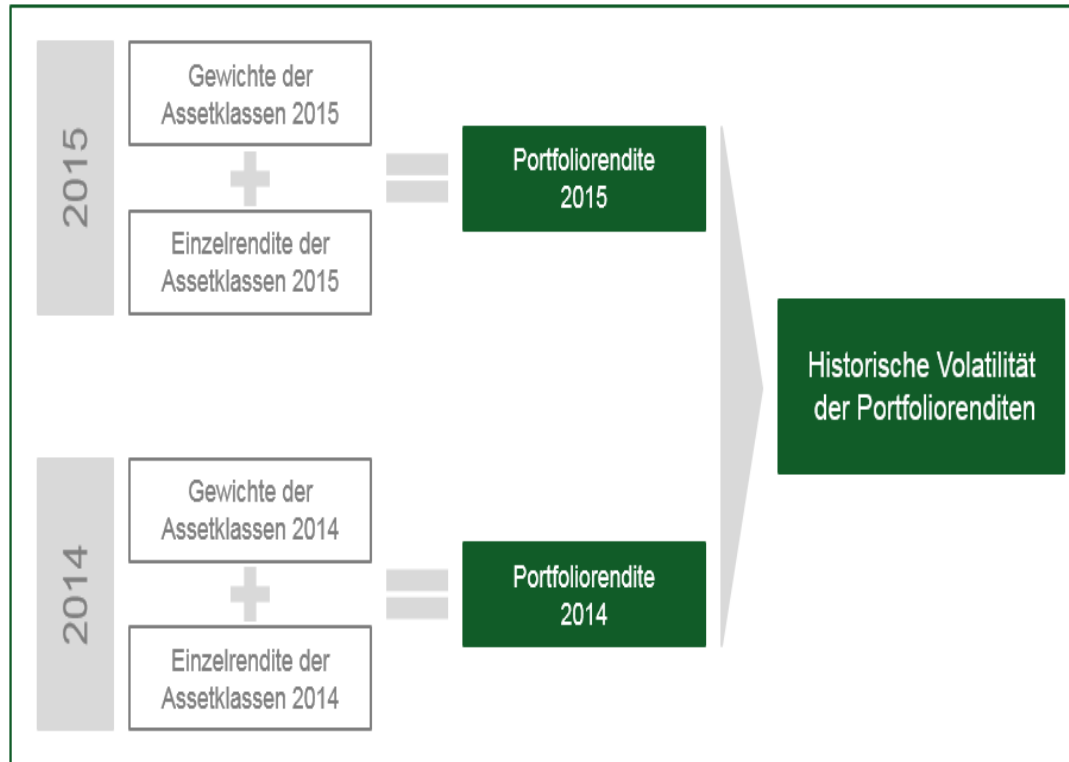 2015
Gewichte der
Assetklassen 2015
+
Einzelrendite der
Assetklassen 2015
=
Portfoliorendite
2015
2014
Gewichte der
Assetklassen 2014
+
Einzelrendite der
Assetklassen 2014
=
Portfoliorendite
2014
Historische Volatilität
der Portfoliorenditen